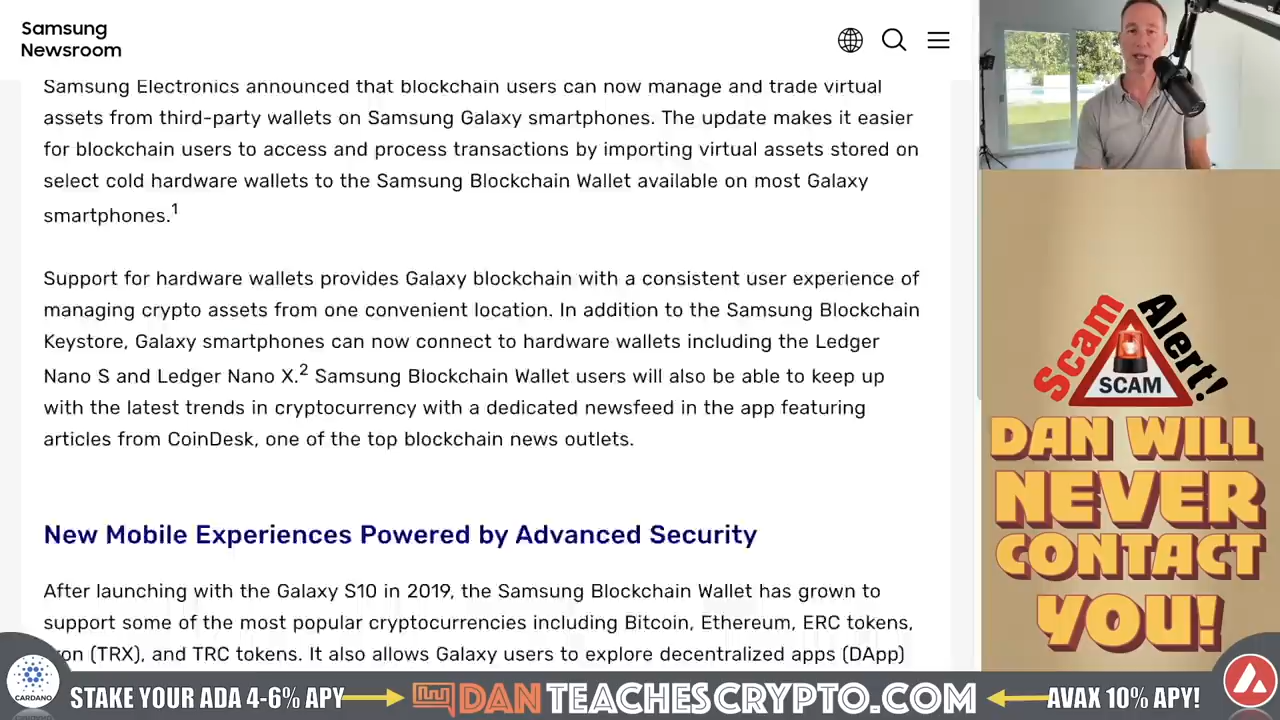 Samsung
Newsroom
Samsung Electronics announced that blockchain users can now manage and trade virtual
assets from third-party wallets on Samsung Galaxy smartphones. The update makes it easier
for blockchain users to access and process transactions by importing virtual assets stored on
select cold hardware wallets to the Samsung Blockchain Wallet available on most Galaxy
smartphones.1
Support for hardware wallets provides Galaxy blockchain with a consistent user experience of
managing crypto assets from one convenient location. In addition to the Samsung Blockchain
Keystore, Galaxy smartphones can now connect to hardware wallets including the Ledger
Nano S and Ledger Nano X.2 Samsung Blockchain Wallet users will also be able to keep up
with the latest trends in cryptocurrency with a dedicated newsfeed in the app featuring
articles from CoinDesk, one of the top blockchain news outlets.
New Mobile Experiences Powered by Advanced Security
After launching with the Galaxy S10 in 2019, the Samsung Blockchain Wallet has grown to
support some of the most popular cryptocurrencies including Bitcoin, Ethereum, ERC tokens,
(TRX), and TRC tokens. It also allows Galaxy users to explore decentralized apps (DApp)
Scam Alert!
SCAM
DAN WILL
NEVER
CONTACT
YOU!
CARDANO
STAKE YOUR ADA 4-6% APY
DANTEACHESCRYPTO.COM
AVAX 10% APY!